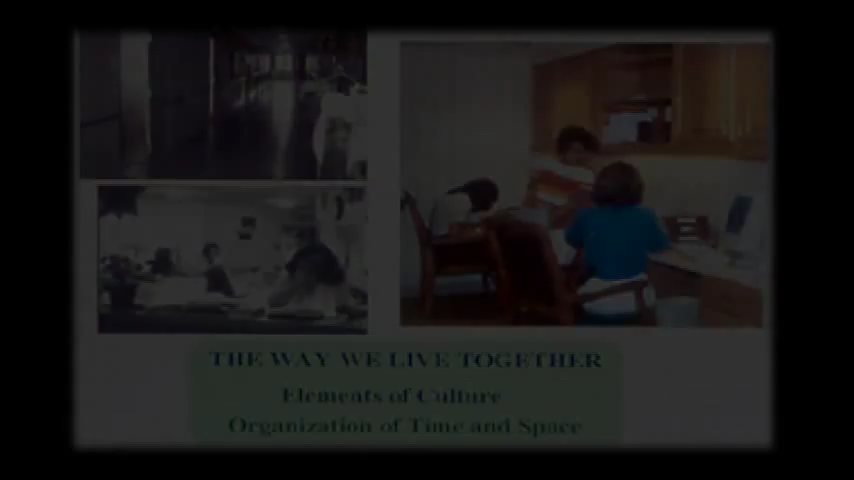 THE WAY WE LIVE TOGETHER
Elements of Culture
Organization of Time and Space